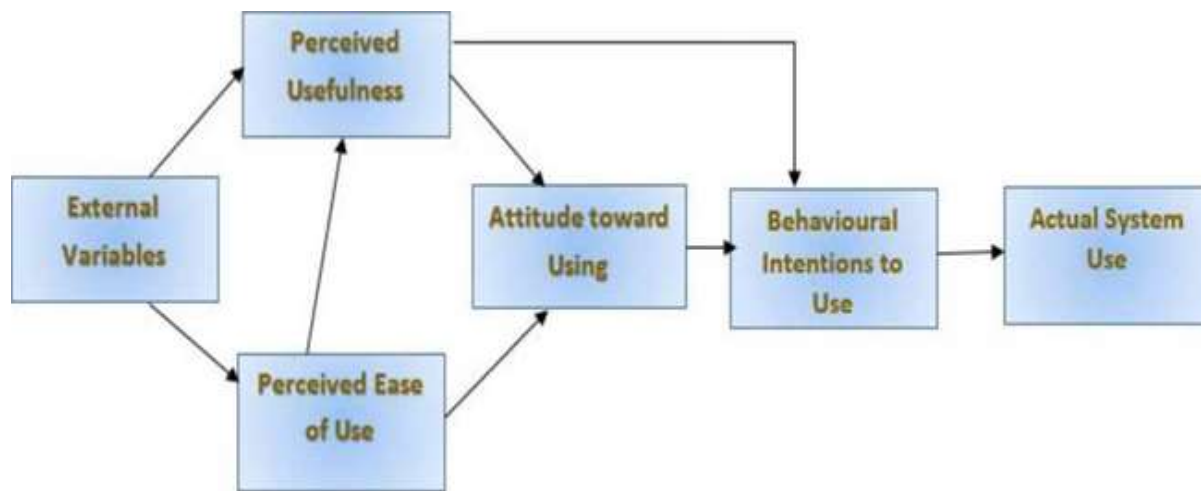 Perceived
Usefulness
External
Variables
Attitude toward
Using
Behavioural
Intentions to
Use
Actual System
Use
Perceived Ease
of Use